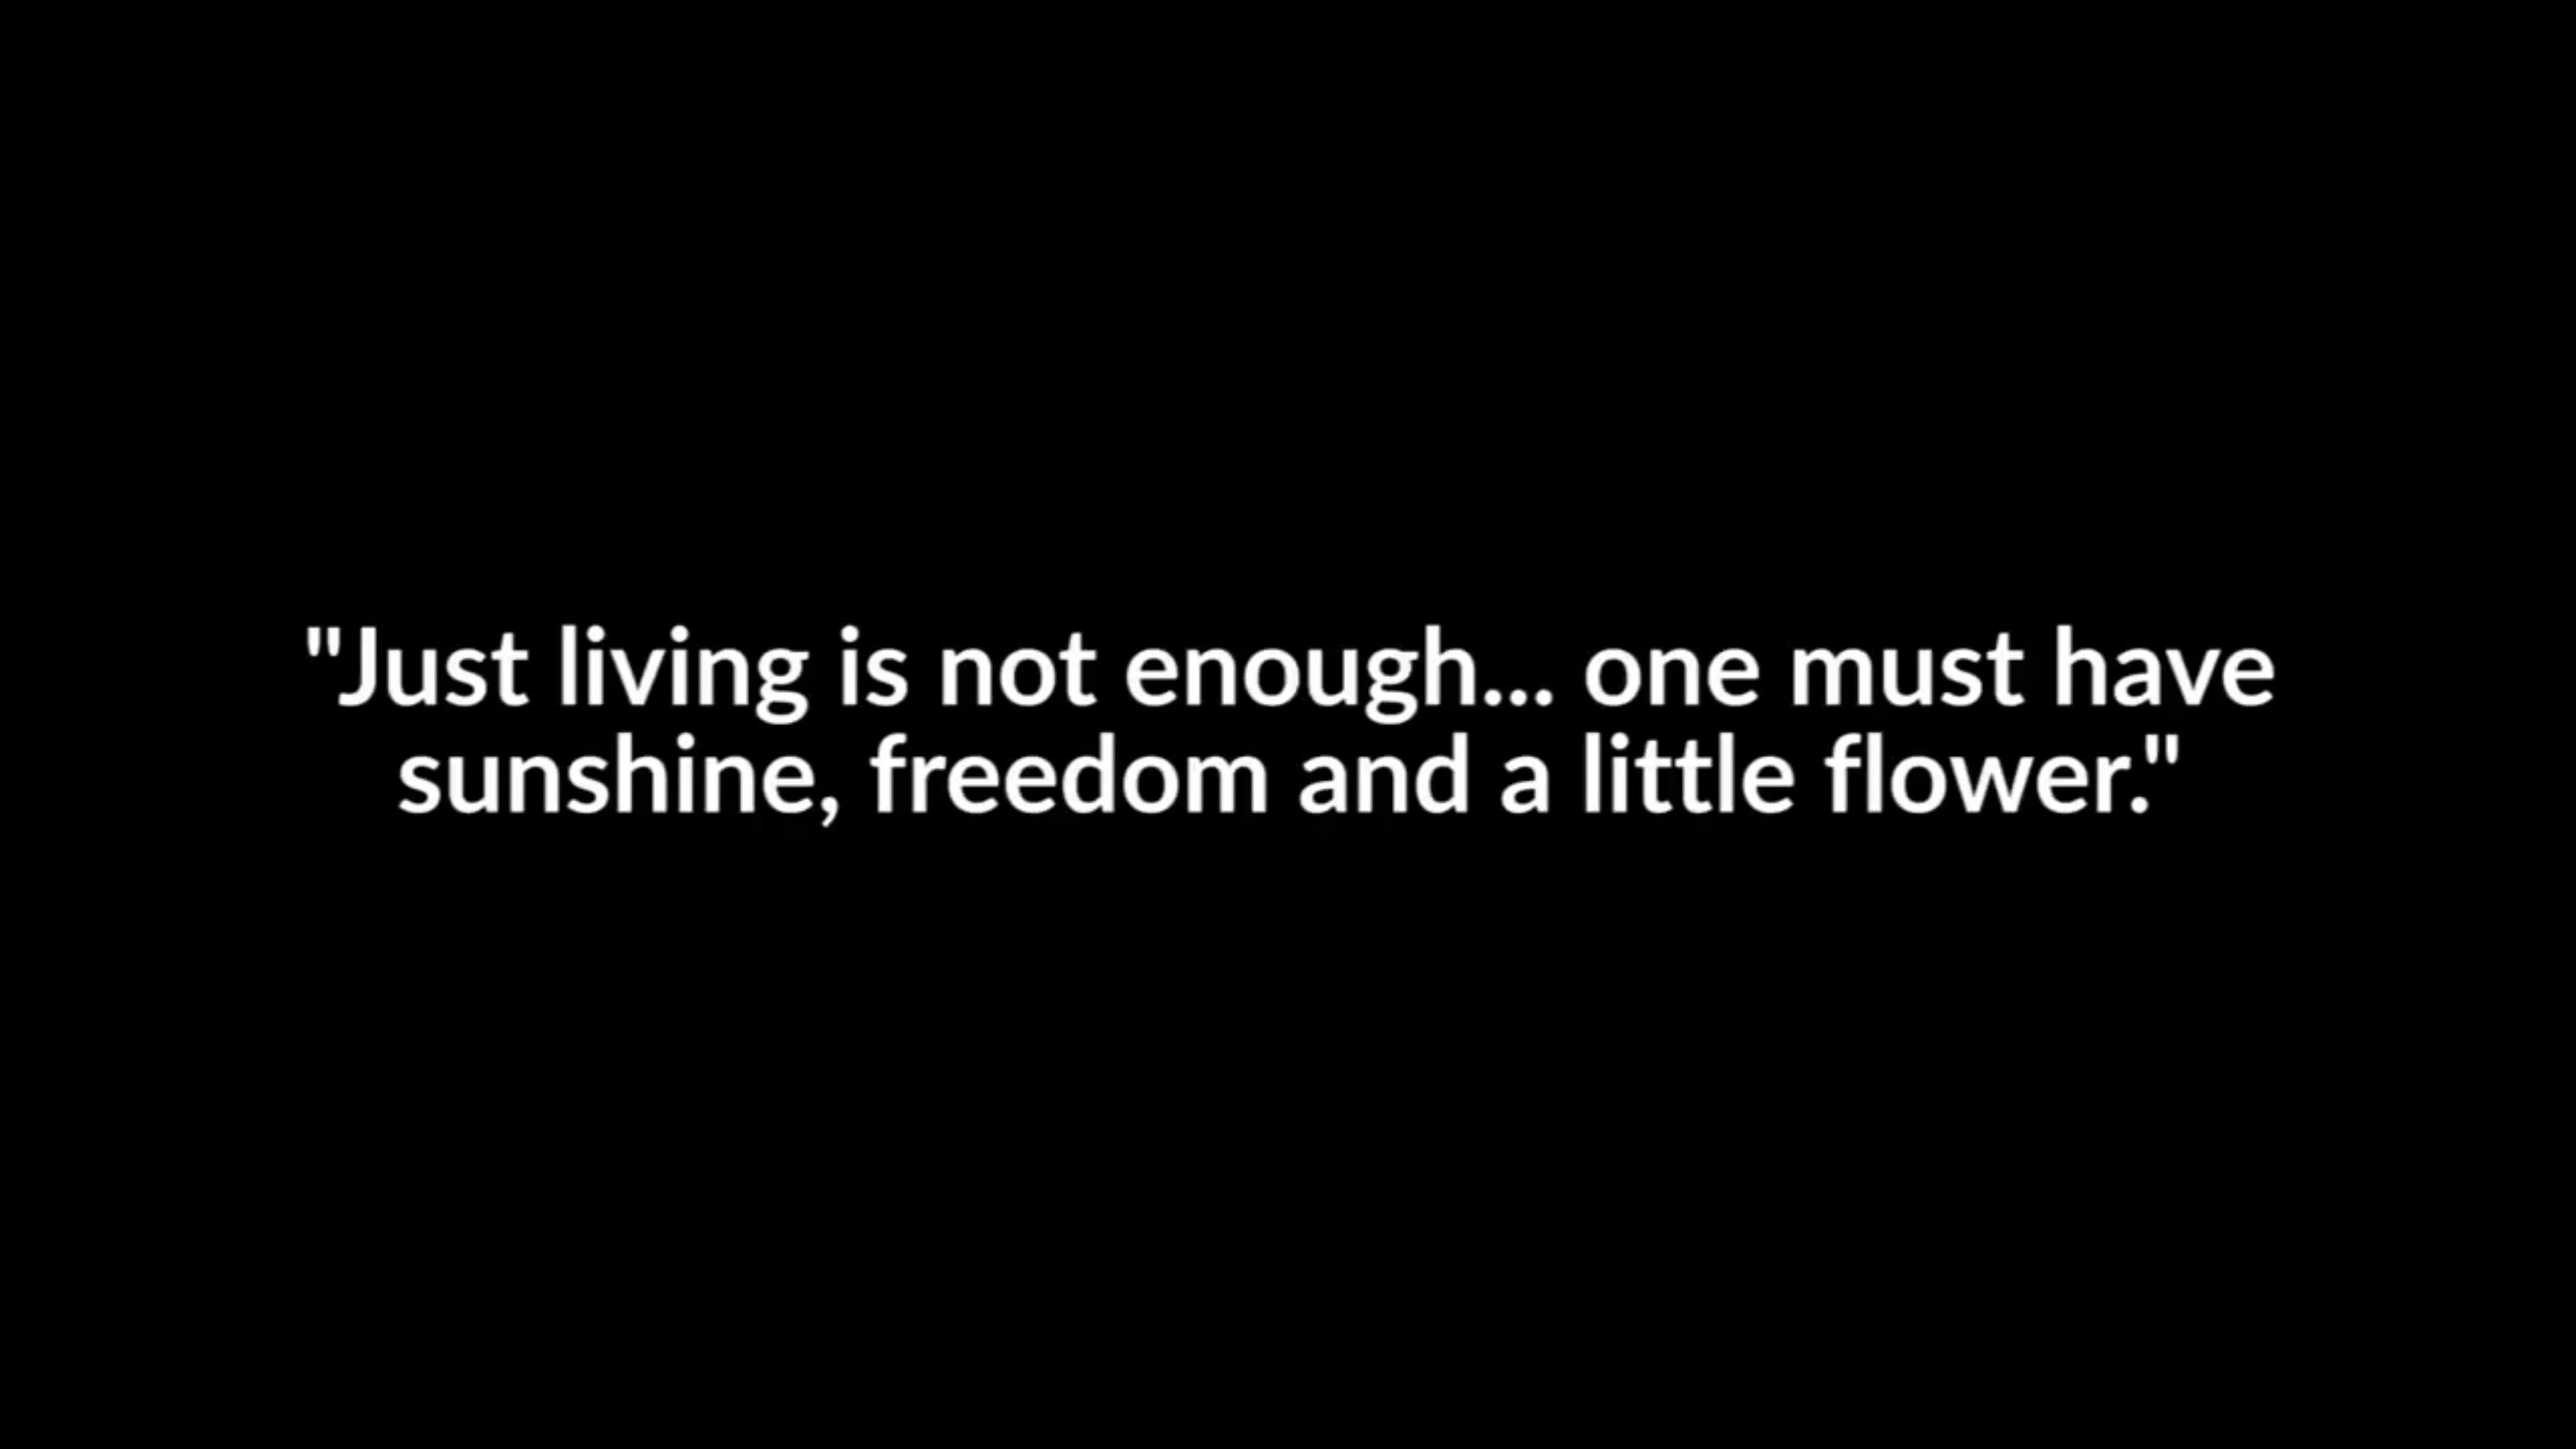 "Just living is not enough... one must have
sunshine, freedom and a little flower."